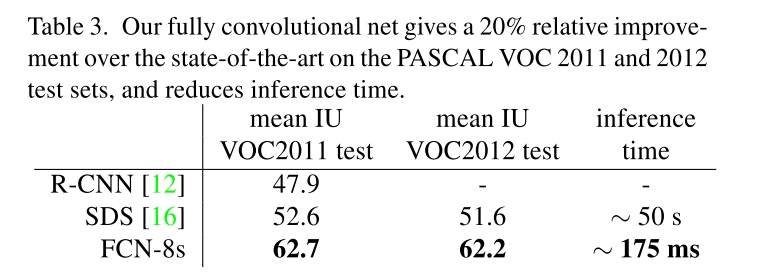 Table 3. Our fully convolutional net gives a 20% relative improve-
ment over the state-of-the-art on the PASCAL VOC 2011 and 2012
test sets, and reduces inference time.
mean IU mean IU inference
VOC2011 test VOC2012 test time
R-CNN [12] 47.9 - -
SDS [16] 52.6 51.6 ∼ 50 s
FCN-8s 62.7 62.2 ∼ 175 ms